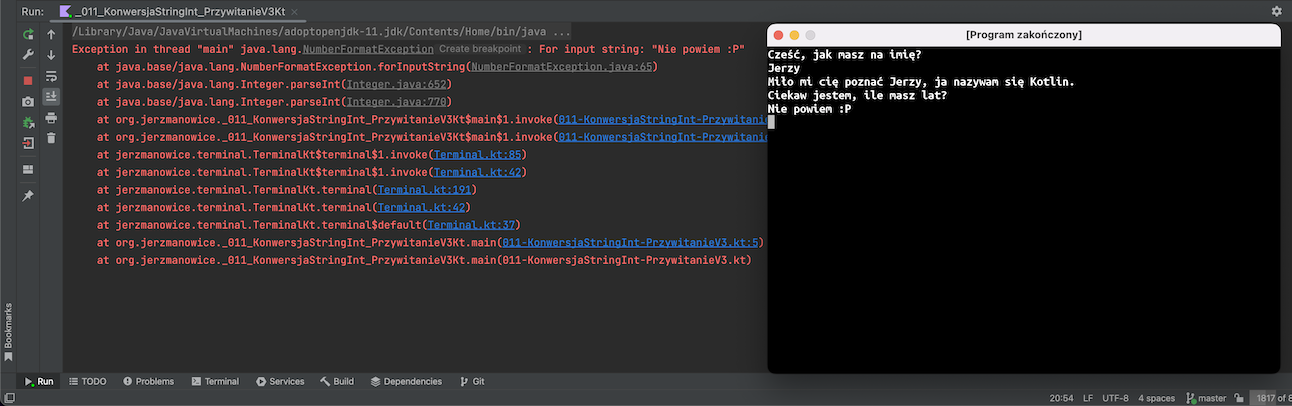 Run:
_011_KonwersjaStringInt_PrzywitanieV3Kt
/Library/Java/JavaVirtualMachines/adoptopenjdk-11.jdk/Contents/Home/bin/java ...
Exception in thread "main" java.lang.NumberFormatException Create breakpoint : For input string: "Nie powiem :P"
at java.base/java.lang.NumberFormatException.forInputString(NumberFormatException.java:65)
at java.base/java.lang.Integer.parseInt(Integer.java:652)
at java.base/java.lang.Integer.parseInt(Integer.java:770)
at org.jerzmanowice._011_KonwersjaStringInt_PrzywitanieV3Kt$main$1.invoke(011-KonwersjaStringInt-Przywitanie
at org.jerzmanowice._011_KonwersjaStringInt_PrzywitanieV3Kt$main$1.invoke(011-KonwersjaStringInt-Przywitanie
at jerzmanowice.terminal.TerminalKt$terminal$1.invoke(Terminal.kt:85)
at jerzmanowice.terminal.TerminalKt$terminal$1.invoke(Terminal.kt:42)
at jerzmanowice.terminal.TerminalKt.terminal(Terminal.kt:191)
at jerzmanowice.terminal.TerminalKt.terminal(Terminal.kt:42)
at jerzmanowice.terminal.TerminalKt.terminal$default(Terminal.kt:37)
at org.jerzmanowice._011_KonwersjaStringInt_PrzywitanieV3Kt.main(011-KonwersjaStringInt-PrzywitanieV3.kt:5)
at org.jerzmanowice._011_KonwersjaStringInt_PrzywitanieV3Kt.main(011-KonwersjaStringInt-PrzywitanieV3.kt)
[Program zakończony]
Cześć, jak masz na imię?
Jerzy
Miło mi cię poznać Jerzy, ja nazywam się Kotlin.
Ciekaw jestem, ile masz lat?
Nie powiem :P
Bookmarks
Run TODO Problems Terminal Services Build Dependencies Git
20:54 LF UTF-8 4 spaces master 1817 of 8